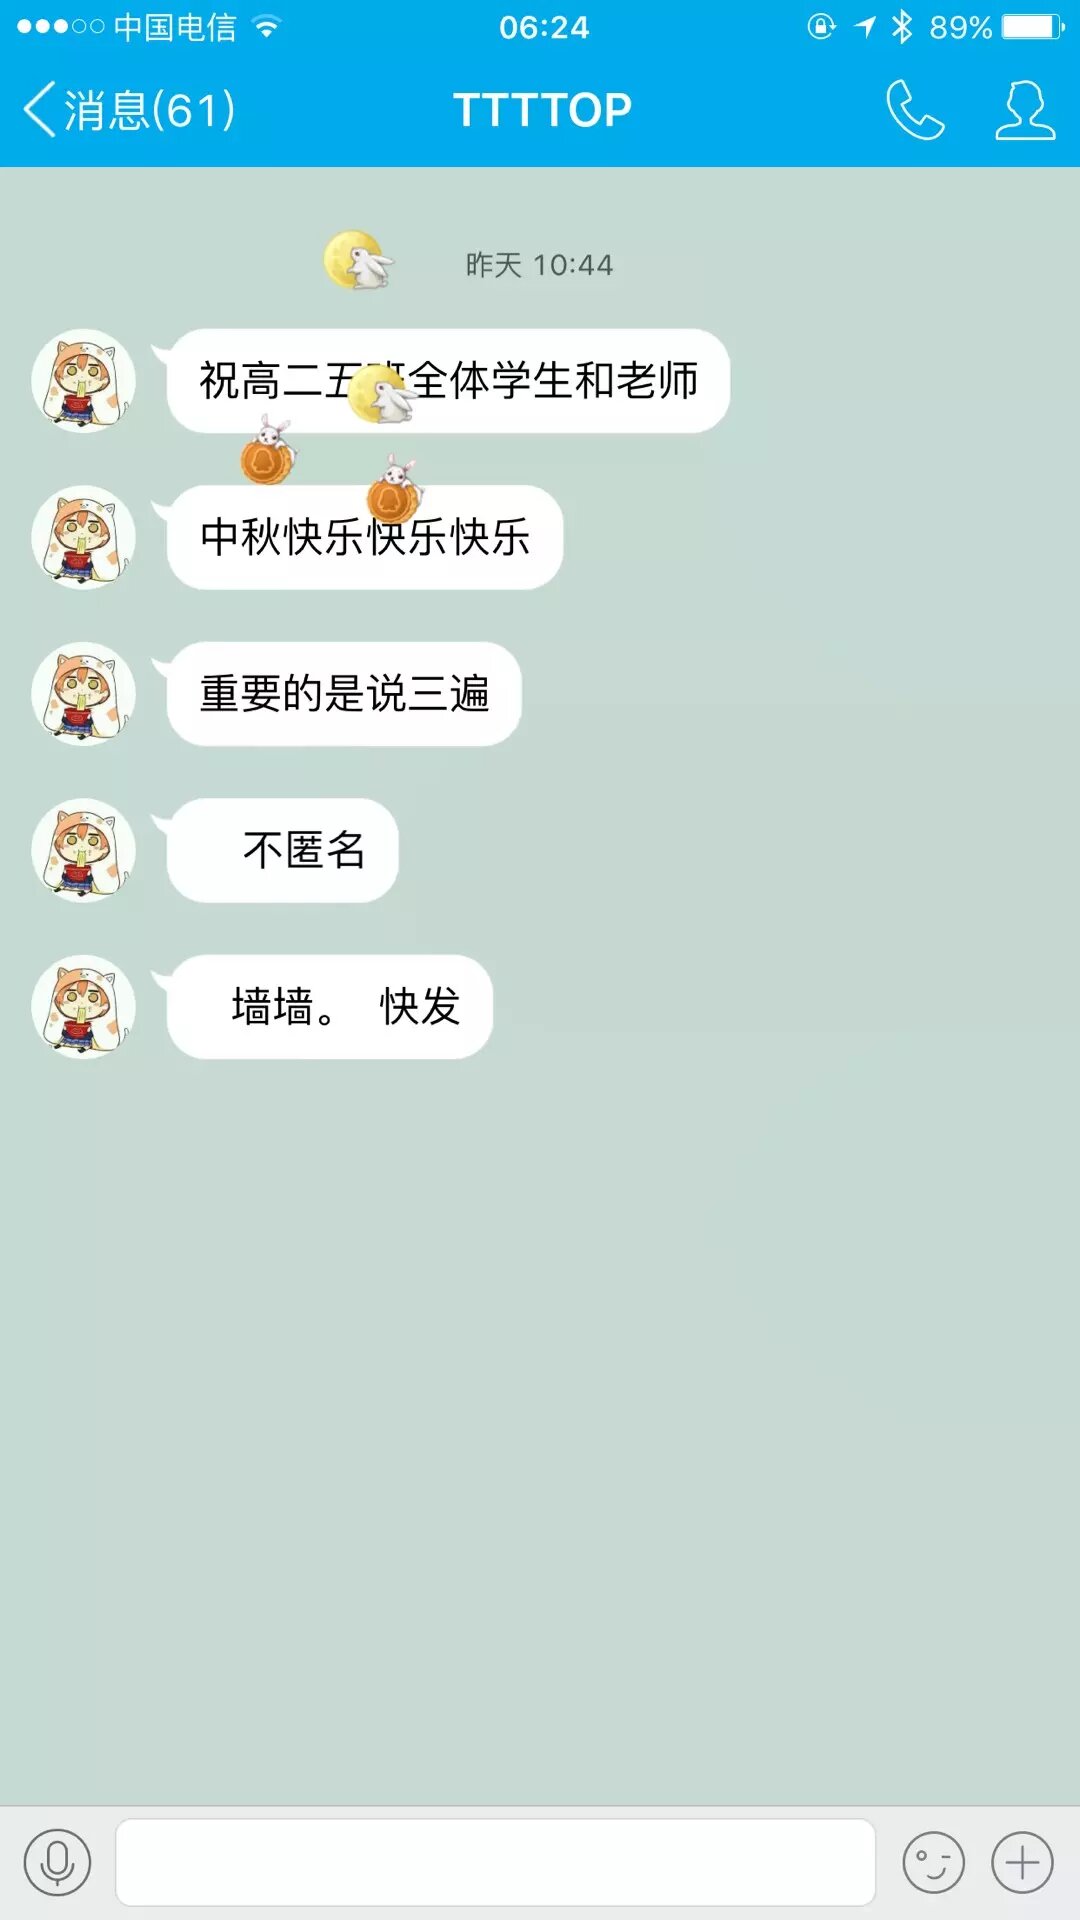 中国电信 06:24 89%
消息(61) TTTTOP
昨天 10:44
祝高二五班全体学生和老师
中秋快乐快乐快乐
重要的是说三遍
不匿名
墙墙。 快发